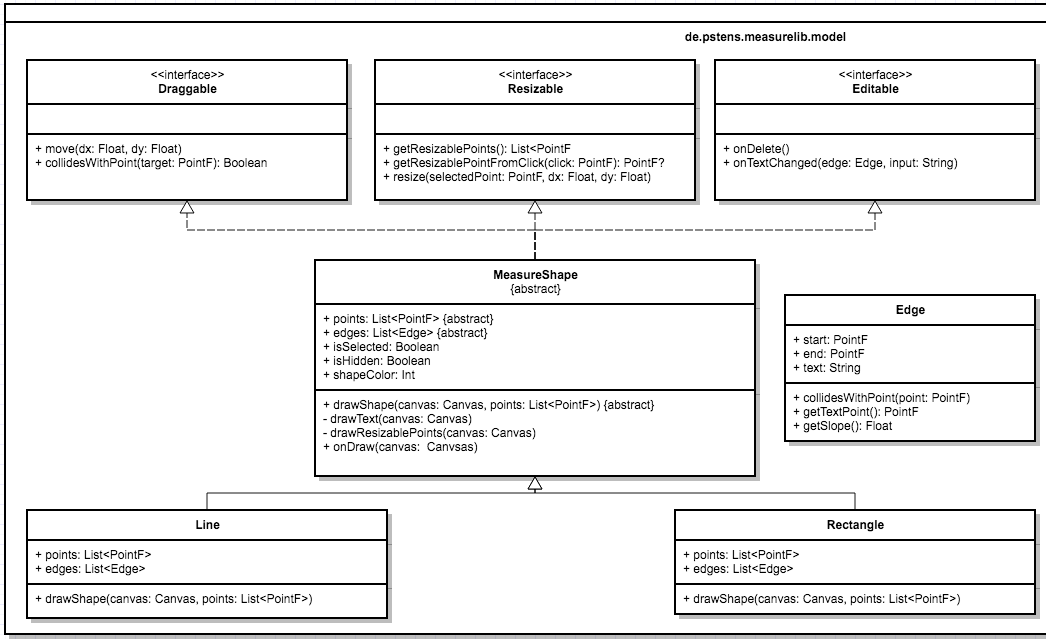 de.pstens.measurelib.model
<<interface>>
Draggable
+ move(dx: Float, dy: Float)
+ collidesWithPoint(target: PointF): Boolean
<<interface>>
Resizable
+ getResizablePoints(): List<PointF
+ getResizablePointFromClick(click: PointF): PointF?
+ resize(selectedPoint: PointF, dx: Float, dy: Float)
<<interface>>
Editable
+ onDelete()
+ onTextChanged(edge: Edge, input: String)
MeasureShape
{abstract}
+ points: List<PointF> {abstract}
+ edges: List<Edge> {abstract}
+ isSelected: Boolean
+ isHidden: Boolean
+ shapeColor: Int
+ drawShape(canvas: Canvas, points: List<PointF>) {abstract}
- drawText(canvas: Canvas)
- drawResizablePoints(canvas: Canvas)
+ onDraw(canvas:  Canvsas)
Edge
+ start: PointF
+ end: PointF
+ text: String
+ collidesWithPoint(point: PointF)
+ getTextPoint(): PointF
+ getSlope(): Float
Line
+ points: List<PointF>
+ edges: List<Edge>
+ drawShape(canvas: Canvas, points: List<PointF>)
Rectangle
+ points: List<PointF>
+ edges: List<Edge>
+ drawShape(canvas: Canvas, points: List<PointF>)